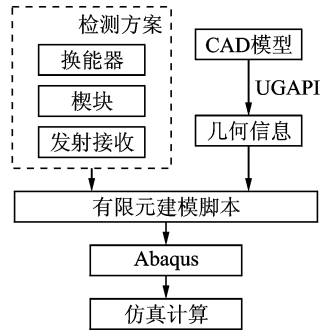 检测方案
换能器
楔块
发射接收
CAD模型
UGAPI
几何信息
有限元建模脚本
Abaqus
仿真计算